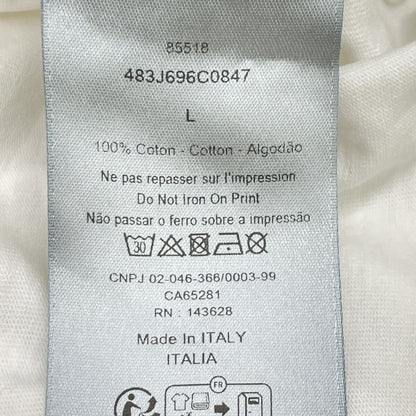 85518
483J696C0847
L
100% Coton - Cotton - Algodão
Ne pas repasser sur l'impression
Do Not Iron On Print
Não passar o ferro sobre a impressão
30
CNPJ 02-046-366/0003-99
CA65281
RN : 143628
Made In ITALY
ITALIA
FR